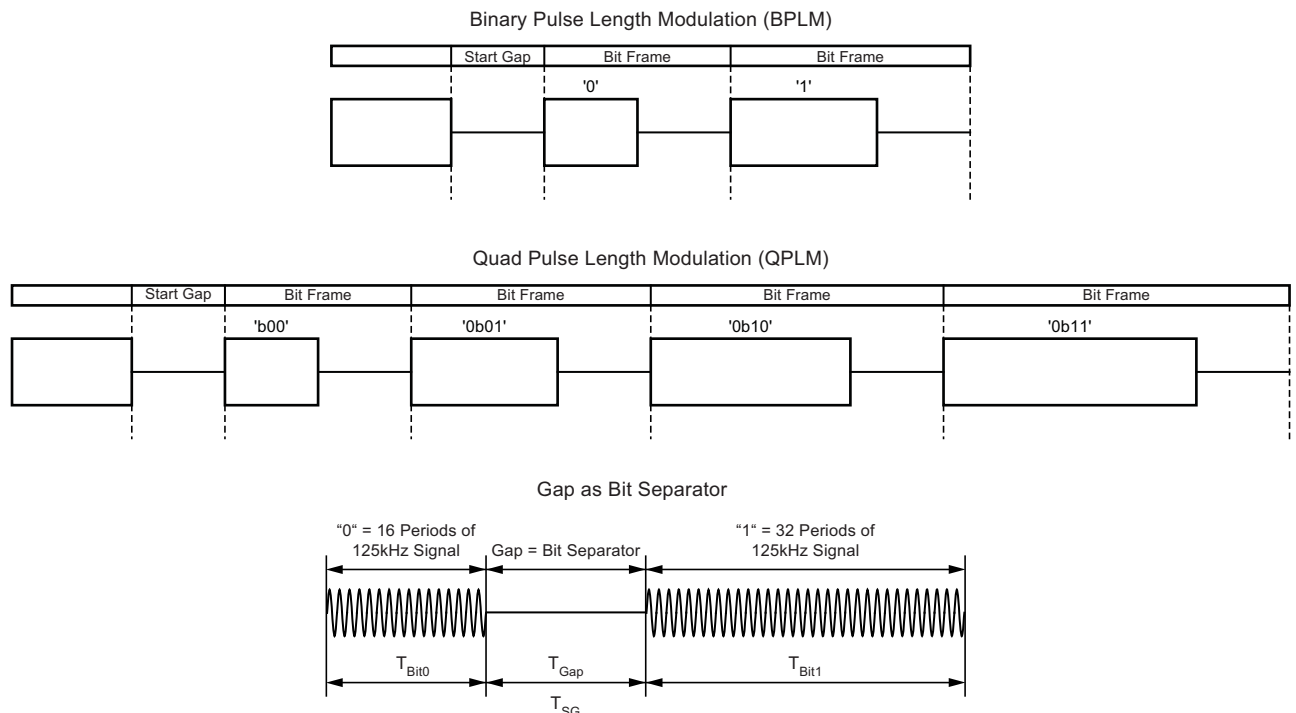 Binary Pulse Length Modulation (BPLM)
Start Gap Bit Frame Bit Frame
'0' '1'
Quad Pulse Length Modulation (QPLM)
Start Gap Bit Frame Bit Frame Bit Frame Bit Frame
'b00' '0b01' '0b10' '0b11'
Gap as Bit Separator
“0“ = 16 Periods of
125kHz Signal
Gap = Bit Separator
“1“ = 32 Periods of
125kHz Signal
TBit0 TGap TBit1
TSG